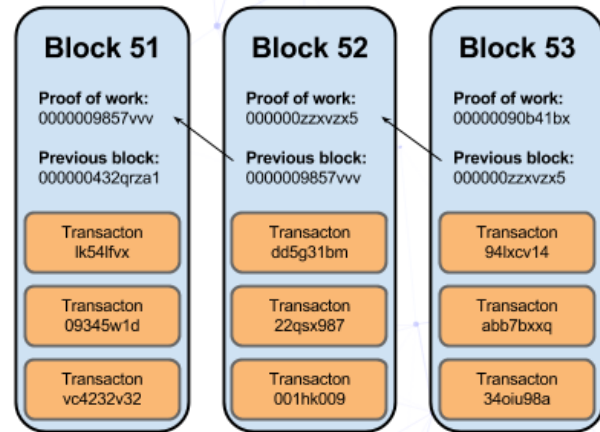 Block 51
Proof of work:
0000009857vvv
Previous block:
000000432qrza1
Transacton
lk54lfvx
Transacton
09345w1d
Transacton
vc4232v32
Block 52
Proof of work:
000000zzxvzx5
Previous block:
0000009857vvv
Transacton
dd5g31bm
Transacton
22qsx987
Transacton
001hk009
Block 53
Proof of work:
00000090b41bx
Previous block:
000000zzxvzx5
Transacton
94lxcv14
Transacton
abb7bxxq
Transacton
34oiu98a